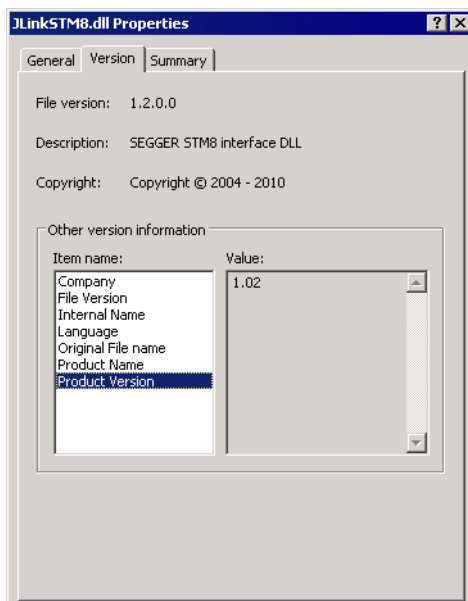 JLinkSTM8.dll Properties
General Version Summary
File version: 1.2.0.0
Description: SEGGER STM8 interface DLL
Copyright: Copyright © 2004 - 2010
Other version information
Item name: Value:
Company 1.02
File Version
Internal Name
Language
Original File name
Product Name
Product Version